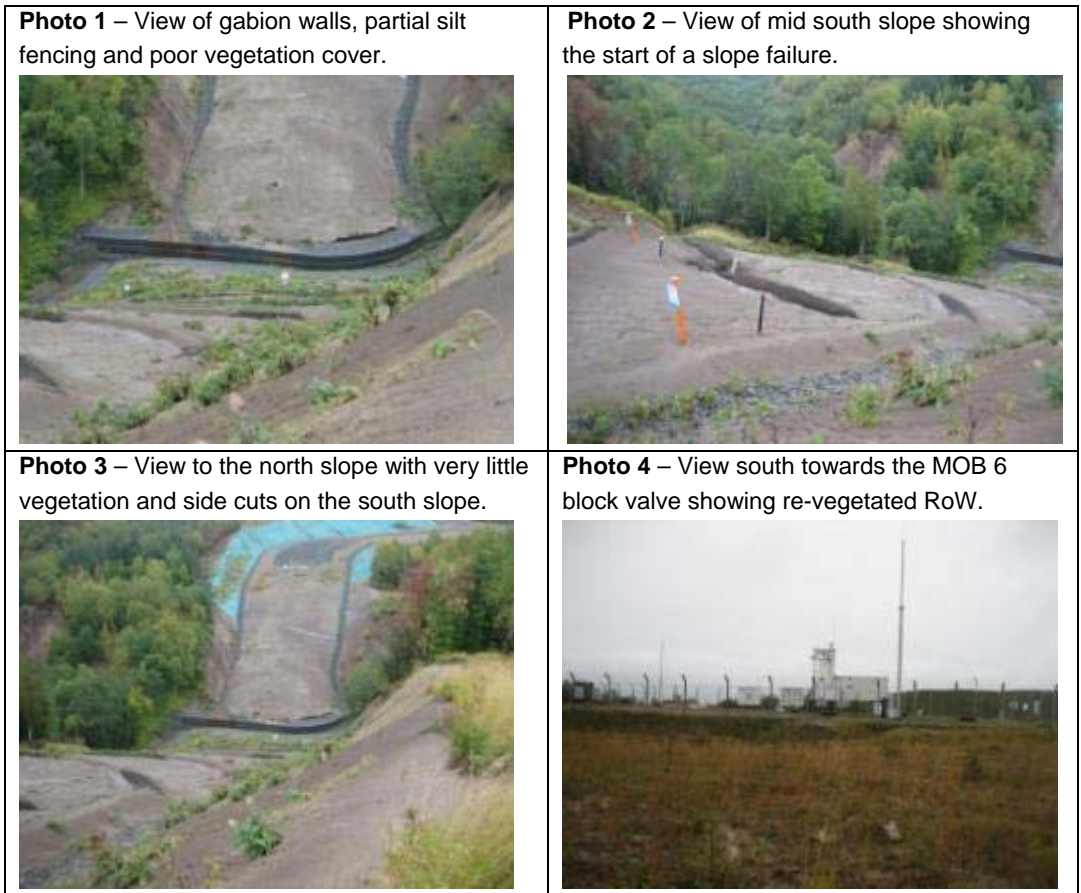 Photo 1 – View of gabion walls, partial silt
fencing and poor vegetation cover.
Photo 2 – View of mid south slope showing
the start of a slope failure.
Photo 3 – View to the north slope with very little
vegetation and side cuts on the south slope.
Photo 4 – View south towards the MOB 6
block valve showing re-vegetated RoW.